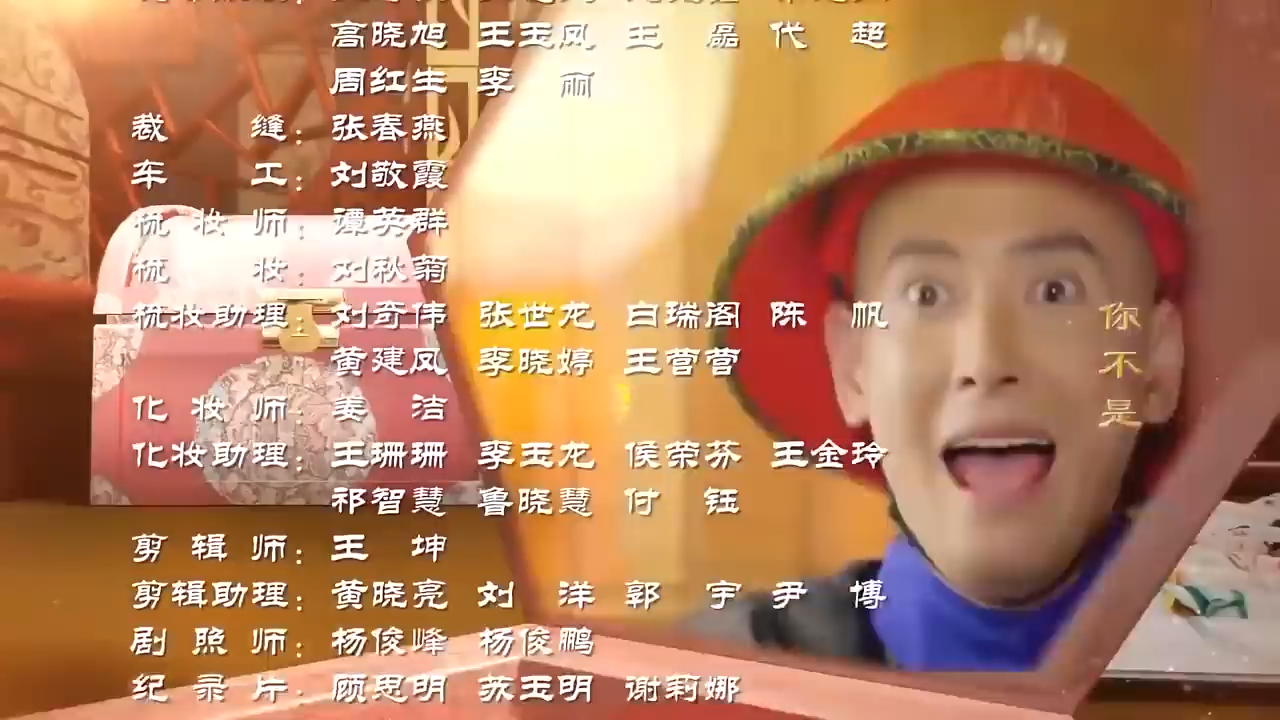 高晓旭 王玉凤 王 磊 代 超
周红生 李 丽
裁 缝：张春燕
车 工：刘敬霞
梳 妆 师：谭英群
梳 妆：刘秋菊
梳妆助理：刘奇伟 张世龙 白瑞阁 陈 帆
黄建凤 李晓婷 王营营
化 妆 师：姜 洁
化妆助理：王珊珊 李玉龙 侯荣芬 王金玲
祁智慧 鲁晓慧 付 钰
剪 辑 师：王 坤
剪辑助理：黄晓亮 刘 洋 郭 宇 尹 博
剧 照 师：杨俊峰 杨俊鹏
纪 录 片：顾思明 苏玉明 谢莉娜
你不是